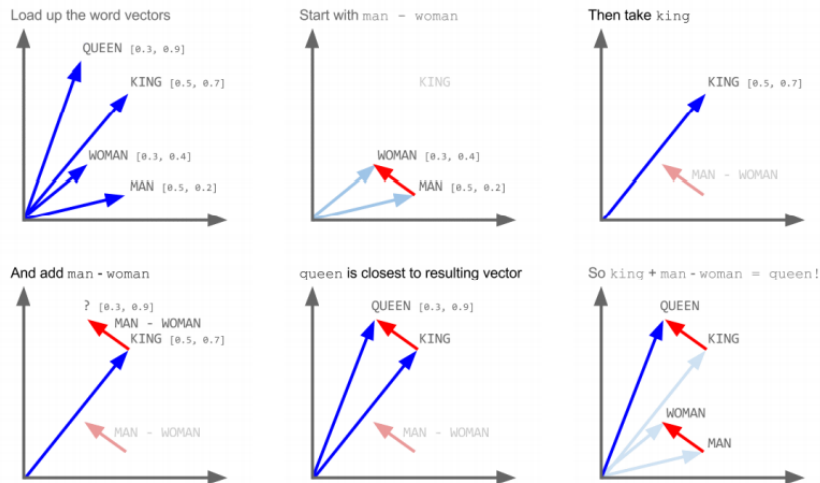 Load up the word vectors
QUEEN [0.3, 0.9]
KING [0.5, 0.7]
WOMAN [0.3, 0.4]
MAN [0.5, 0.2]
Start with man - woman
KING
WOMAN [0.3, 0.4]
MAN [0.5, 0.2]
Then take king
KING [0.5, 0.7]
MAN - WOMAN
And add man - woman
? [0.3, 0.9]
MAN - WOMAN
KING [0.5, 0.7]
MAN - WOMAN
queen is closest to resulting vector
QUEEN [0.3, 0.9]
KING
MAN - WOMAN
So king + man - woman = queen!
QUEEN
KING
WOMAN
MAN